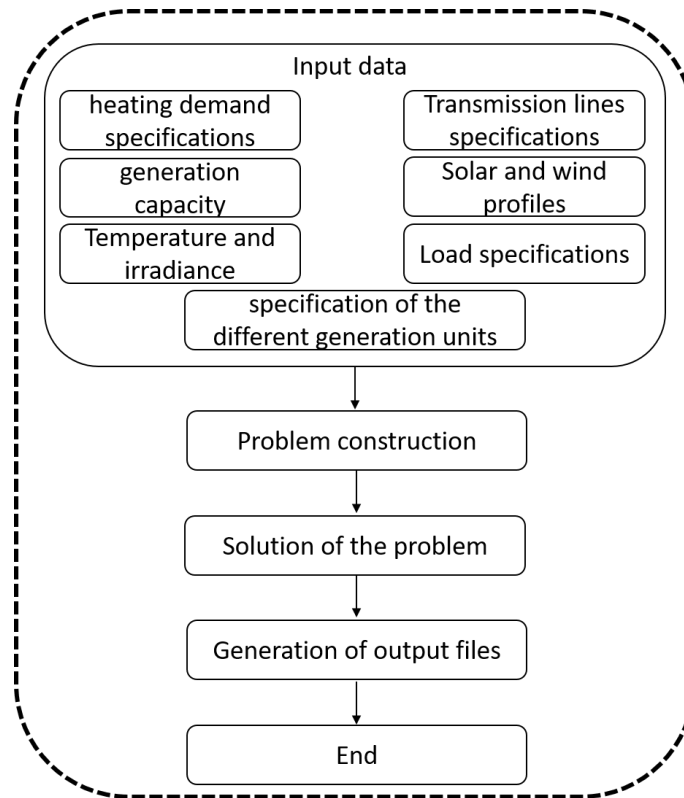 Input data
heating demand
specifications
Transmission lines
specifications
generation
capacity
Solar and wind
profiles
Temperature and
irradiance
Load specifications
specification of the
different generation units
Problem construction
Solution of the problem
Generation of output files
End